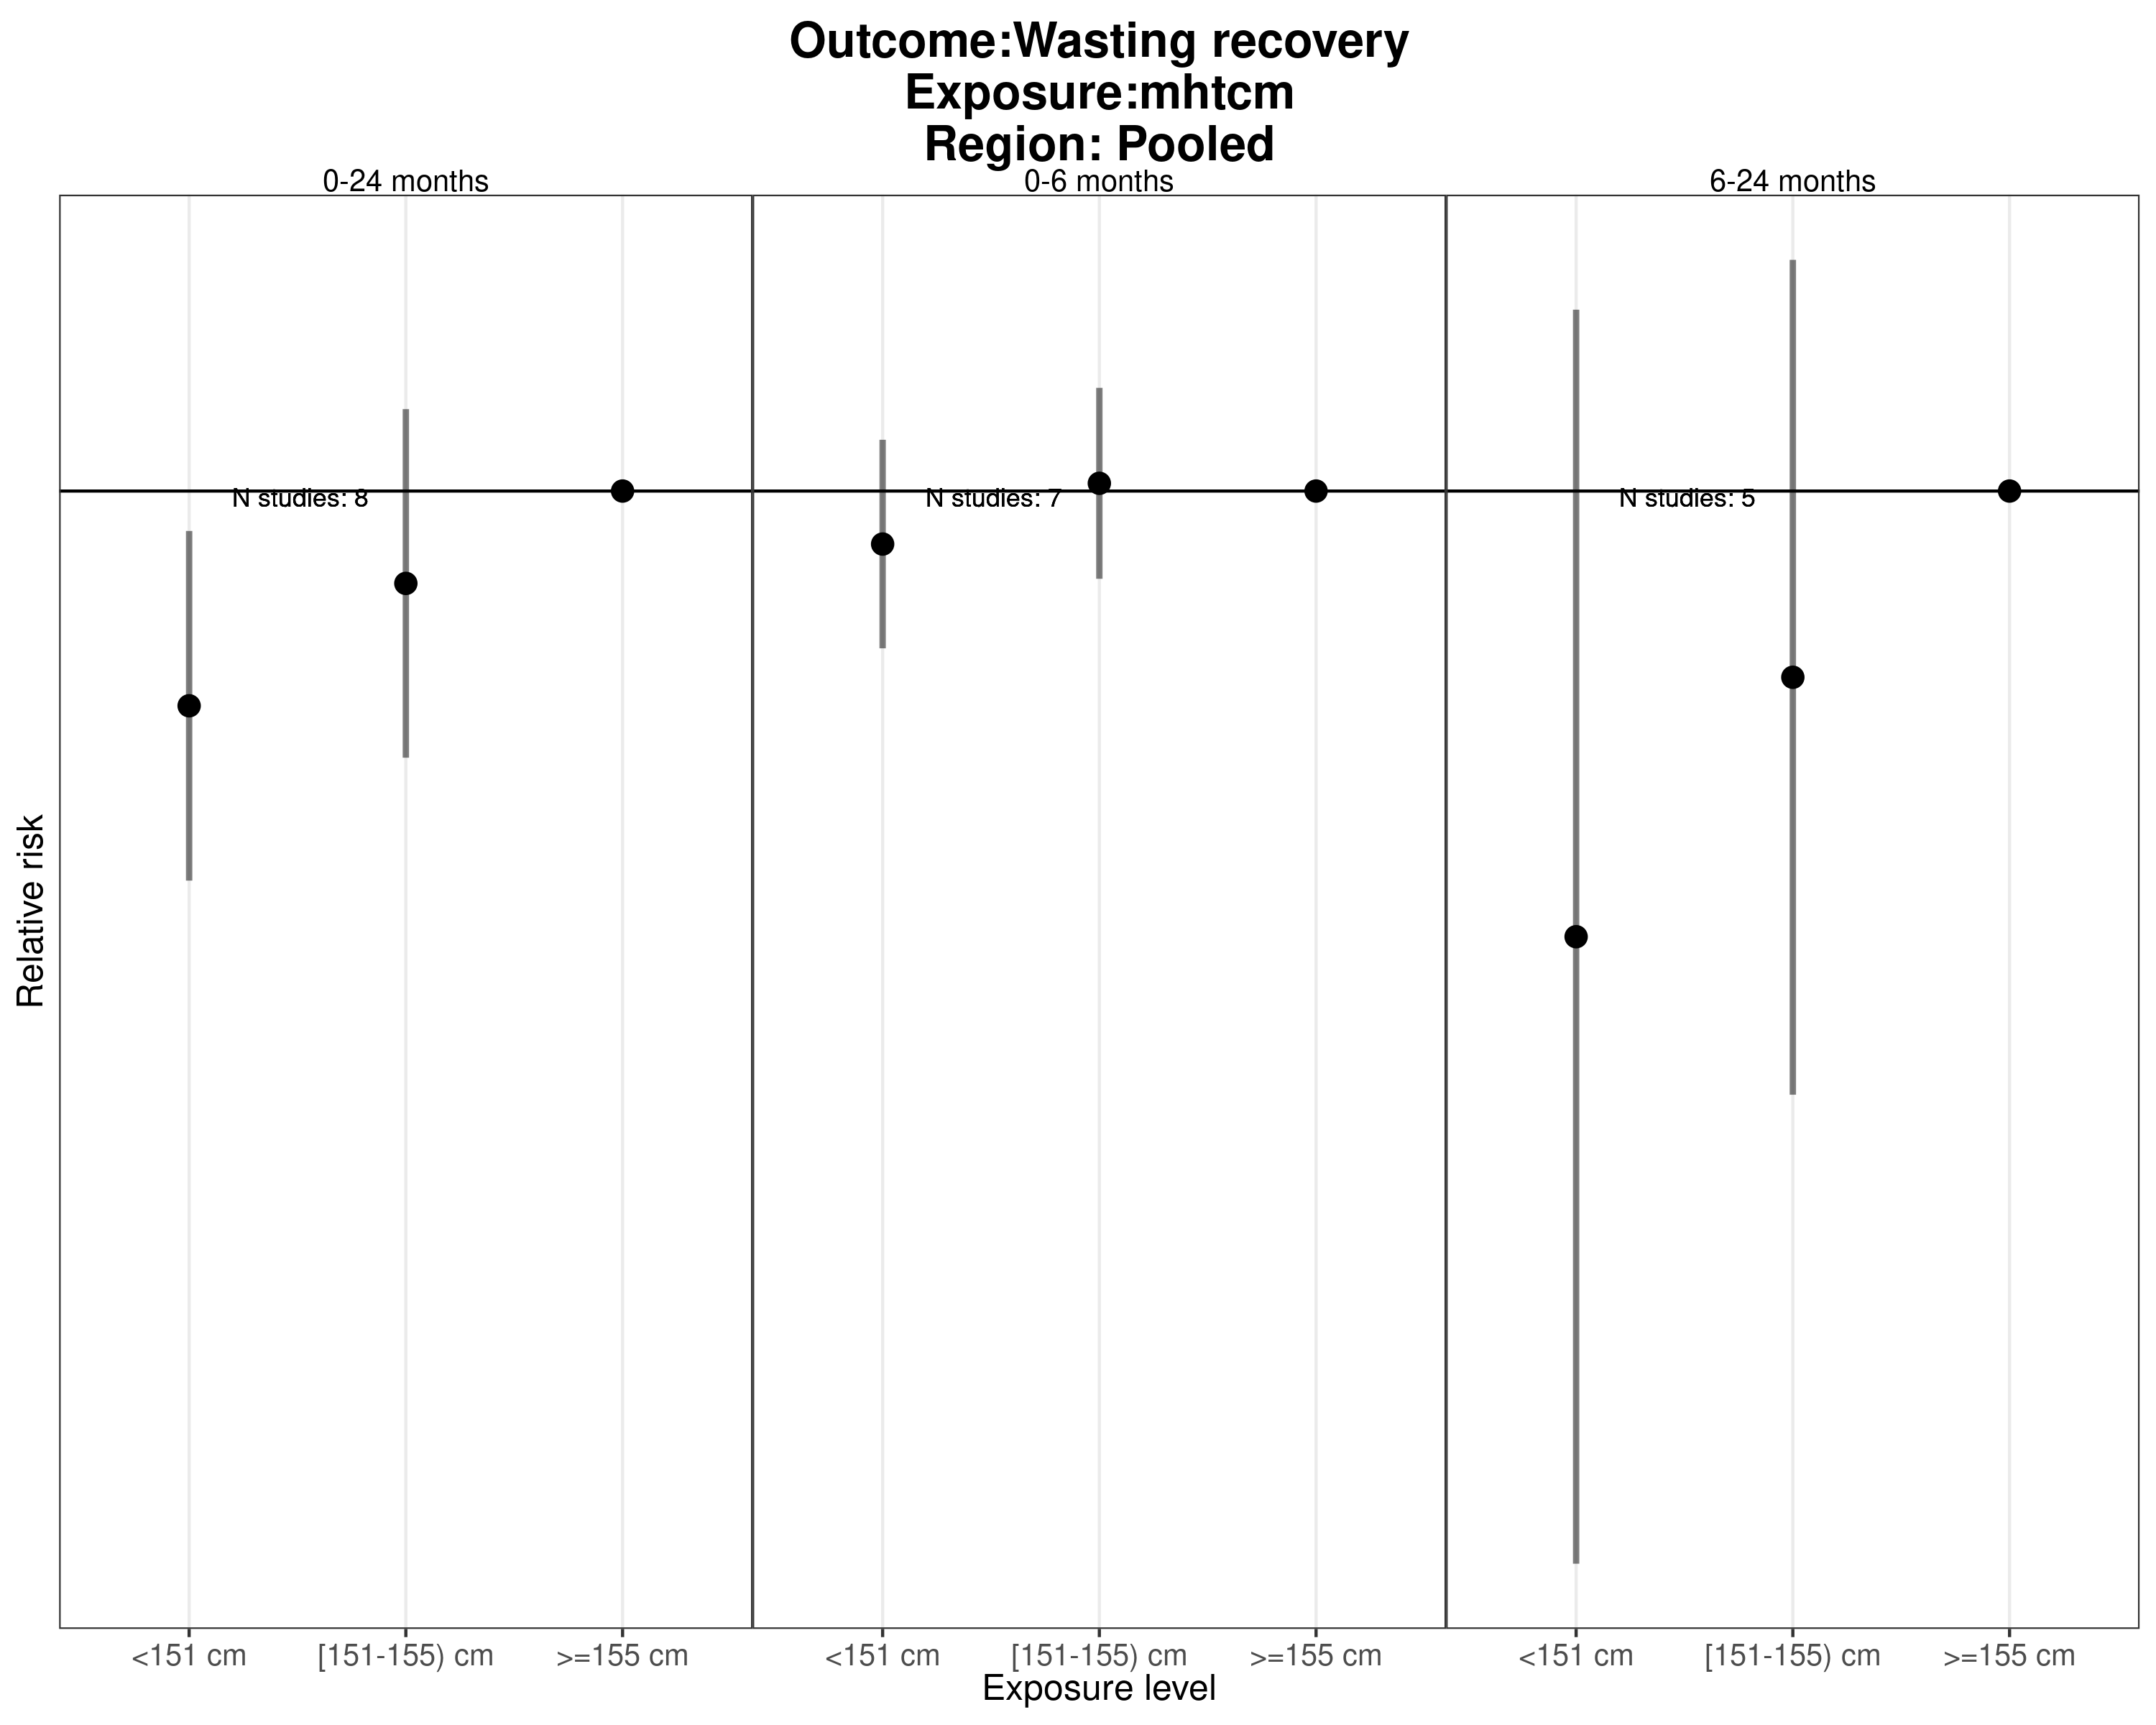 Outcome:Wasting recovery
Exposure:mhtcm
Region: Pooled
0-24 months 0-6 months 6-24 months
N studies: 8 N studies: 7 N studies: 5
Relative risk
<151 cm [151-155) cm >=155 cm <151 cm [151-155) cm >=155 cm <151 cm [151-155) cm >=155 cm
Exposure level